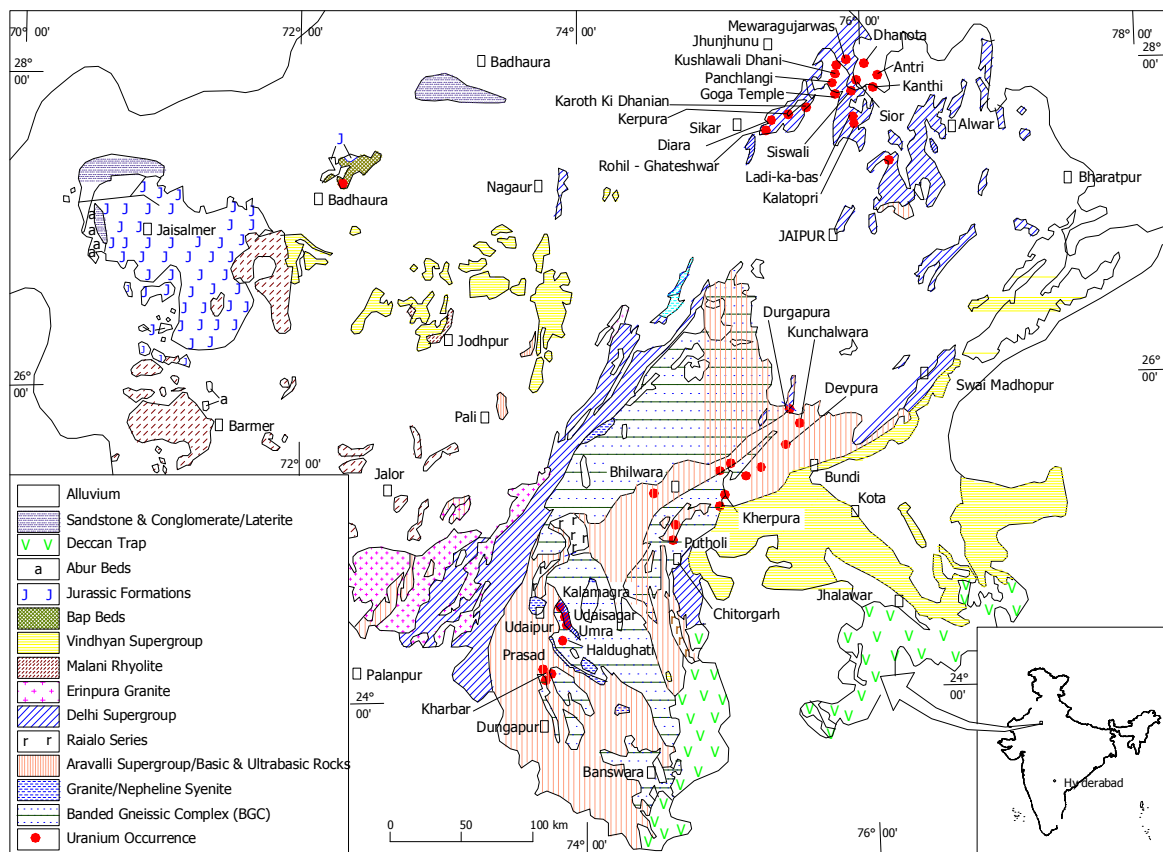 70° 00'
72° 00'
74° 00'
76° 00'
78° 00'
28° 00'
28° 00'
Mewaragujarwas
Dhanota
Jhunjhunu
Kushlawali Dhani
Antri
Badhaura
Panchlangi
Kanthi
Goga Temple
Karoth Ki Dhanian
Kerpura
Sior
Sikar
Alwar
Diara
Siswali
Rohil - Ghateshwar
Ladi-ka-bas
Kalatopri
J
Nagaur
Badhaura
Bharatpur
a
a
a
a
Jaisalmer
JAIPUR
Durgapura
Kunchalwara
Jodhpur
26° 00'
26° 00'
Devpura
Swai Madhopur
a
Pali
Barmer
72° 00'
Bhilwara
Bundi
Jalor
Kota
Kherpura
r r
r r
r
Putholi
Kalamagra
Jhalawar
Chitorgarh
Udaisagar
Udaipur
Umra
Haldughati
Prasad
Palanpur
24° 00'
24° 00'
Kharbar
Dungapur
Banswara
Hyderabad
0 50 100 km
74° 00'
76° 00'
Alluvium
Sandstone & Conglomerate/Laterite
V V Deccan Trap
a Abur Beds
J J Jurassic Formations
Bap Beds
Vindhyan Supergroup
Malani Rhyolite
Erinpura Granite
Delhi Supergroup
r r Raialo Series
Aravalli Supergroup/Basic & Ultrabasic Rocks
Granite/Nepheline Syenite
Banded Gneissic Complex (BGC)
Uranium Occurrence